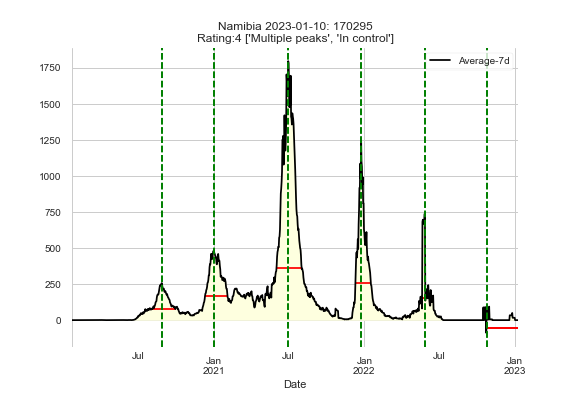 Namibia 2023-01-10: 170295
Rating:4 ['Multiple peaks', 'In control']
Average-7d
1750
1500
1250
1000
750
500
250
0
Jul
Jan
2021
Jul
Jan
2022
Jul
Jan
2023
Date